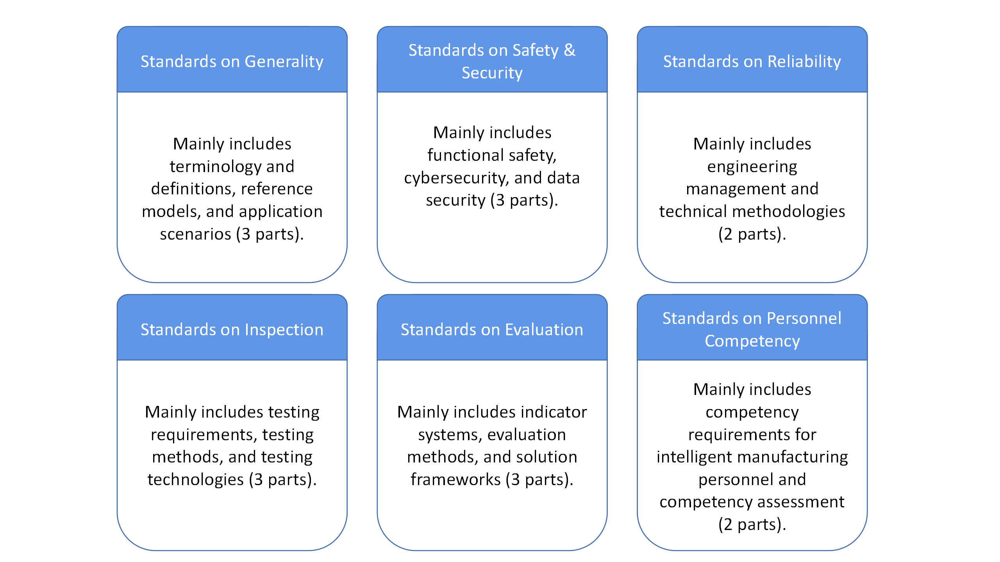 Standards on Generality
Mainly includes
terminology and
definitions, reference
models, and application
scenarios (3 parts).
Standards on Safety &
Security
Mainly includes
functional safety,
cybersecurity, and data
security (3 parts).
Standards on Reliability
Mainly includes
engineering
management and
technical methodologies
(2 parts).
Standards on Inspection
Mainly includes testing
requirements, testing
methods, and testing
technologies (3 parts).
Standards on Evaluation
Mainly includes indicator
systems, evaluation
methods, and solution
frameworks (3 parts).
Standards on Personnel
Competency
Mainly includes
competency
requirements for
intelligent manufacturing
personnel and
competency assessment
(2 parts).